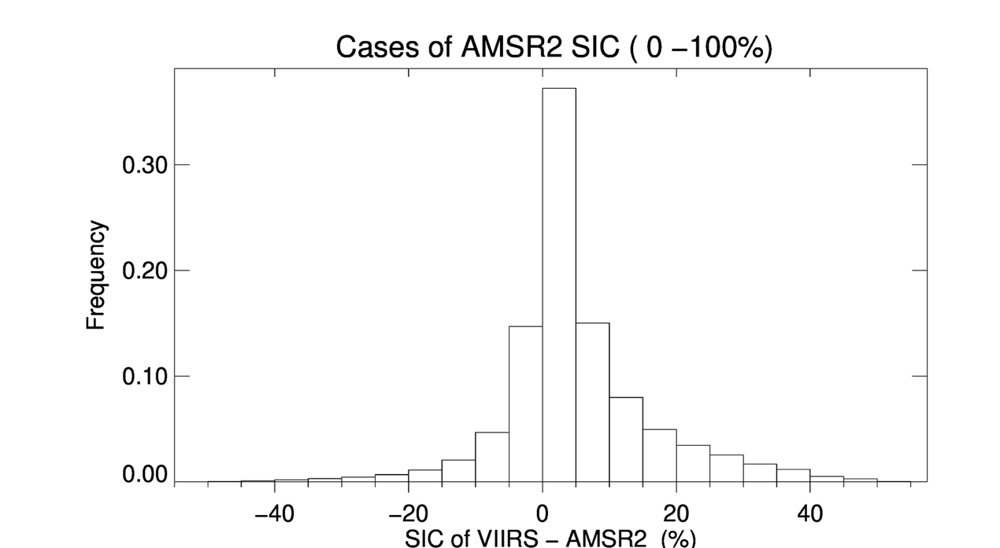 Cases of AMSR2 SIC ( 0 −100%)
Frequency
0.30
0.20
0.10
0.00
−40 −20 0 20 40
SIC of VIIRS − AMSR2 (%)